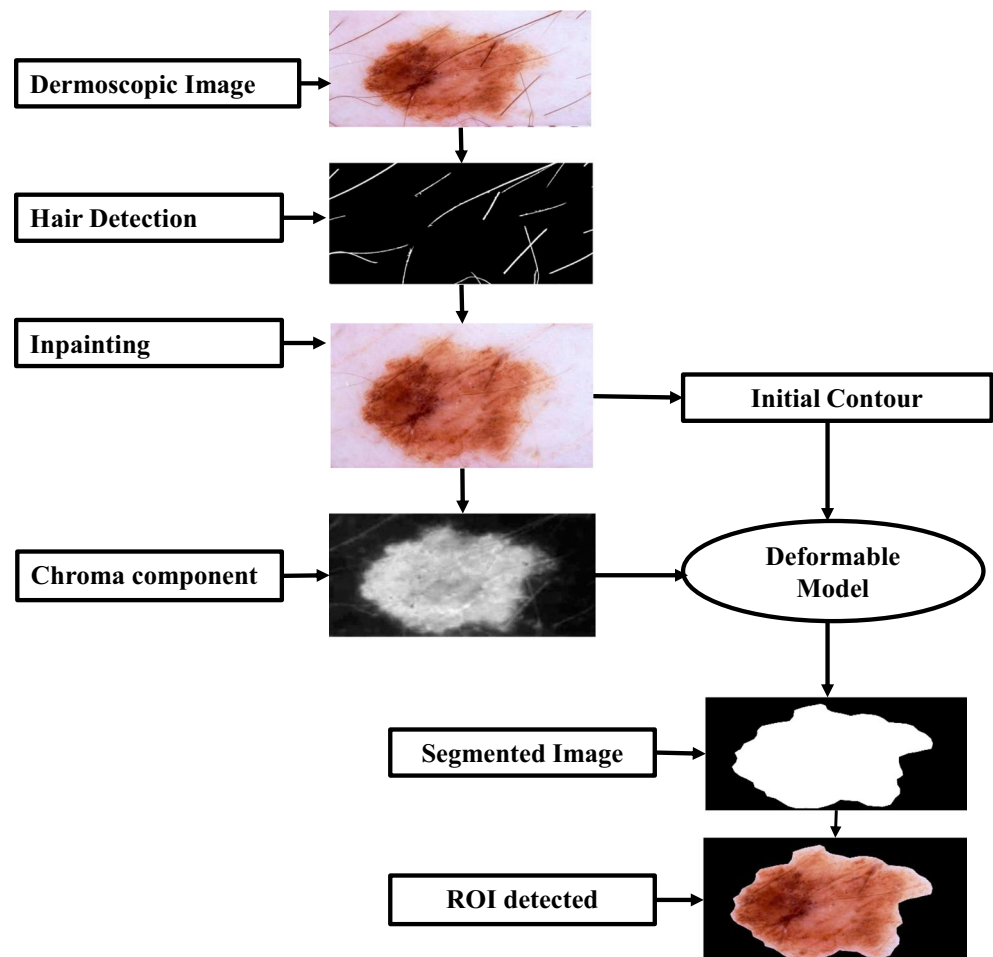 Dermoscopic Image
Hair Detection
Inpainting
Initial Contour
Chroma component
Deformable
Model
Segmented Image
ROI detected